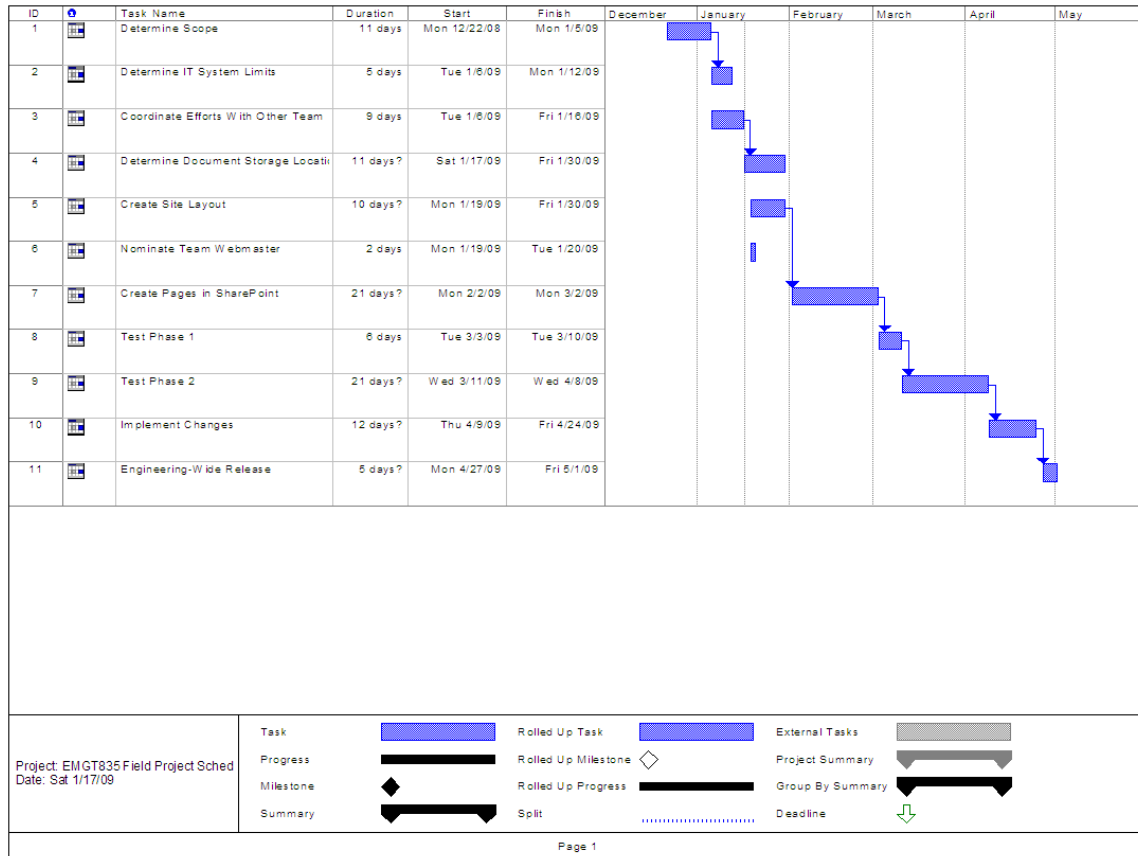 ID Task Name Duration Start Finish December January February March April May
1 Determine Scope 11 days Mon 12/22/08 Mon 1/5/09
2 Determine IT System Limits 5 days Tue 1/6/09 Mon 1/12/09
3 Coordinate Efforts With Other Team 9 days Tue 1/6/09 Fri 1/16/09
4 Determine Document Storage Locati 11 days? Sat 1/17/09 Fri 1/30/09
5 Create Site Layout 10 days? Mon 1/19/09 Fri 1/30/09
6 Nominate Team Webmaster 2 days Mon 1/19/09 Tue 1/20/09
7 Create Pages in SharePoint 21 days? Mon 2/2/09 Mon 3/2/09
8 Test Phase 1 6 days Tue 3/3/09 Tue 3/10/09
9 Test Phase 2 21 days? Wed 3/11/09 Wed 4/8/09
10 Implement Changes 12 days? Thu 4/9/09 Fri 4/24/09
11 Engineering-Wide Release 5 days? Mon 4/27/09 Fri 5/1/09
Project: EMGT835 Field Project Sched
Date: Sat 1/17/09
Task Rolled Up Task External Tasks
Progress Rolled Up Milestone Project Summary
Milestone Rolled Up Progress Group By Summary
Summary Split Deadline
Page 1